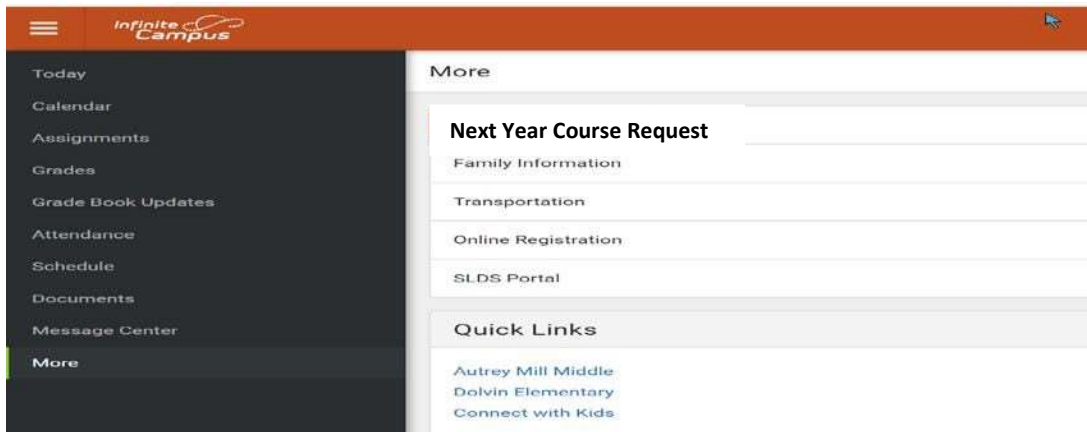 Infinite
Campus
Today
Calendar
Assignments
Grades
Grade Book Updates
Attendance
Schedule
Documents
Message Center
More
More
Next Year Course Request
Family Information
Transportation
Online Registration
SLDS Portal
Quick Links
Autrey Mill Middle
Dolvin Elementary
Connect with Kids